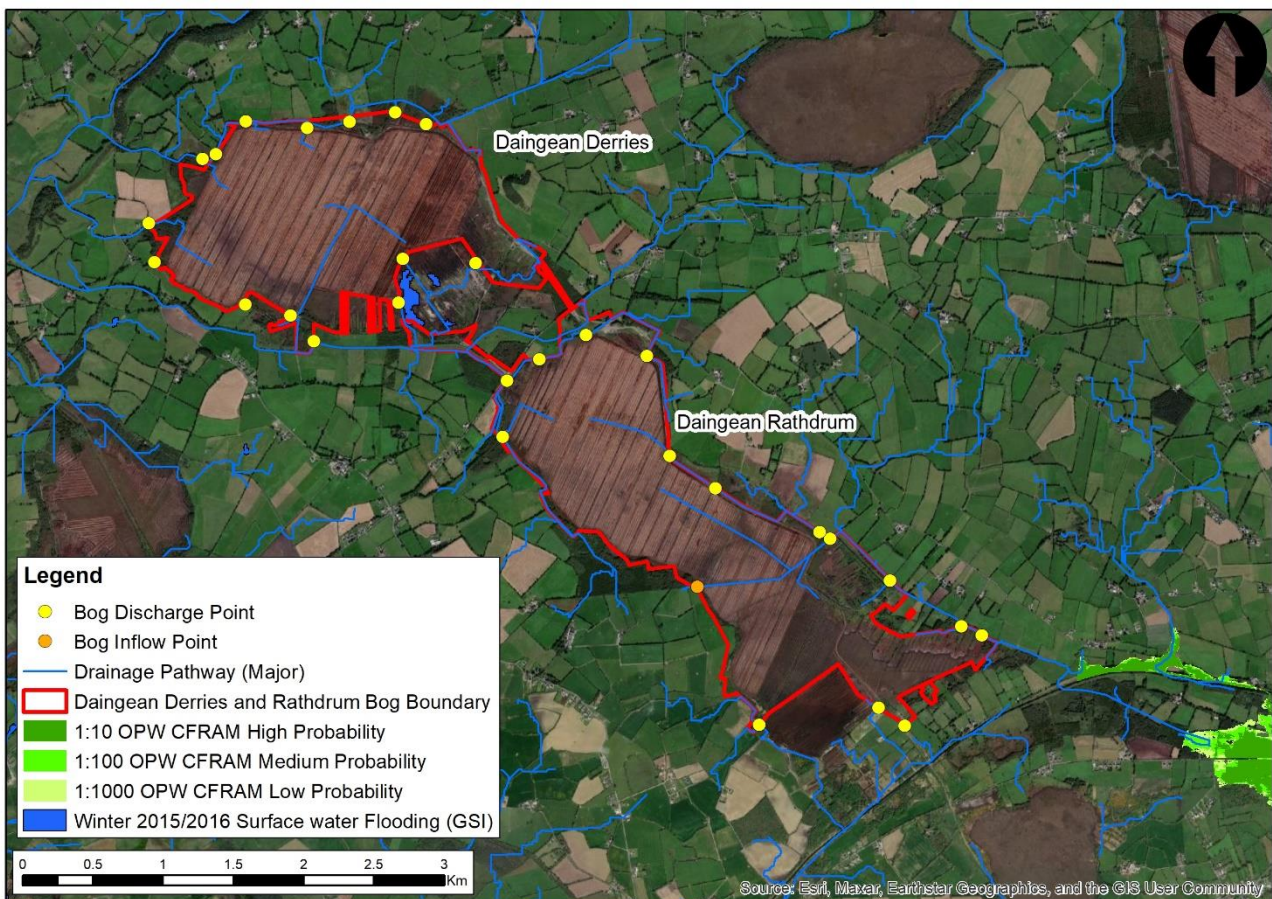 Daingean Derries
Daingean Rathdrum
Legend
Bog Discharge Point
Bog Inflow Point
Drainage Pathway (Major)
Daingean Derries and Rathdrum Bog Boundary
1:10 OPW CFRAM High Probability
1:100 OPW CFRAM Medium Probability
1:1000 OPW CFRAM Low Probability
Winter 2015/2016 Surface water Flooding (GSI)
0 0.5 1 1.5 2 2.5 3
Km
Source: Esri, Maxar, Earthstar Geographics, and the GIS User Community